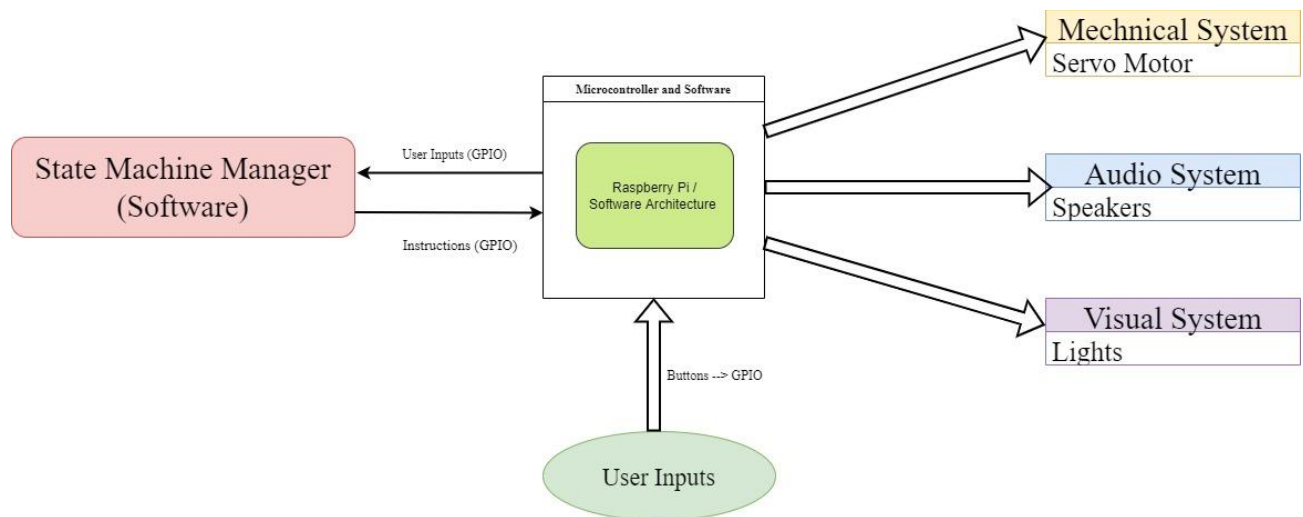 Mechnical System
Servo Motor
Microcontroller and Software
State Machine Manager
(Software)
User Inputs (GPIO)
Instructions (GPIO)
Raspberry Pi /
Software Architecture
Audio System
Speakers
Visual System
Lights
Buttons --> GPIO
User Inputs